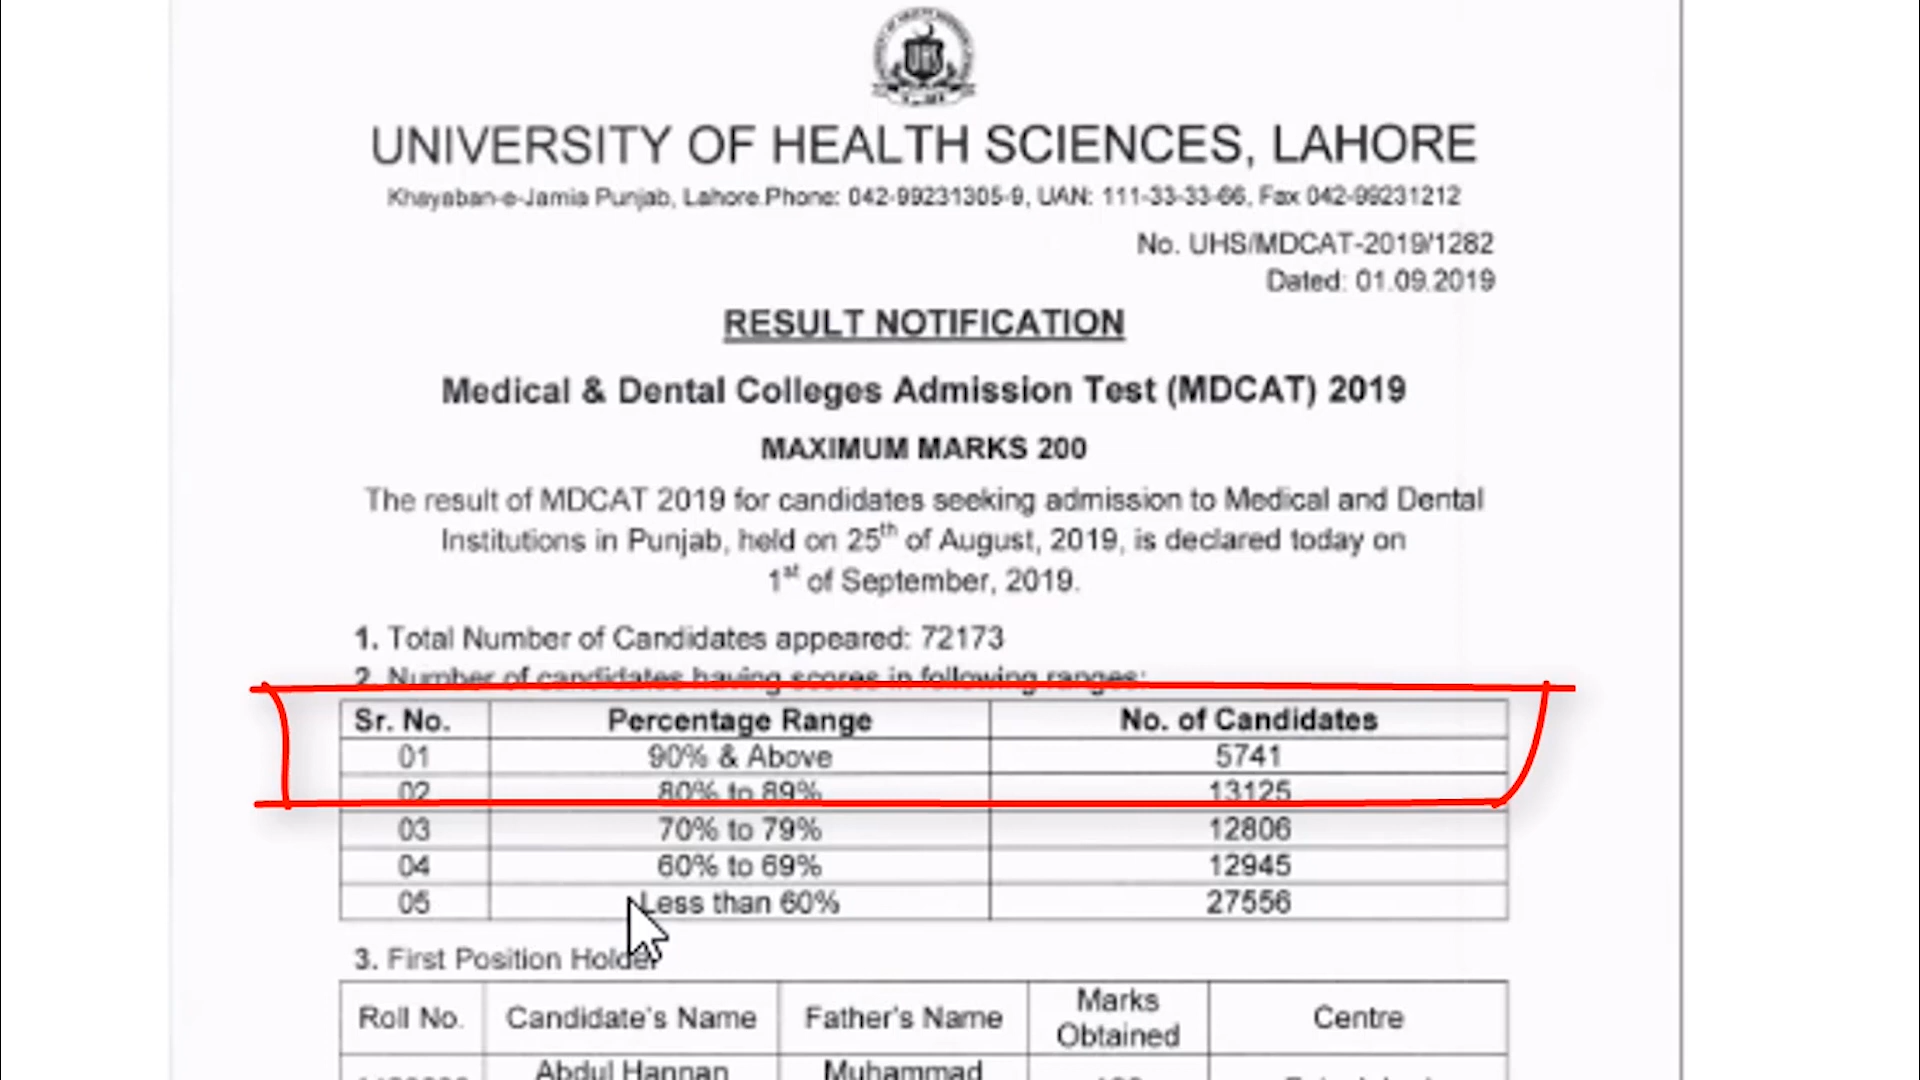 UHS
UNIVERSITY OF HEALTH SCIENCES, LAHORE
Khayaban-e-Jamia Punjab, Lahore.Phone: 042-99231305-9, UAN: 111-33-33-66, Fax 042-99231212
No. UHS/MDCAT-2019/1282
Dated: 01.09.2019
RESULT NOTIFICATION
Medical & Dental Colleges Admission Test (MDCAT) 2019
MAXIMUM MARKS 200
The result of MDCAT 2019 for candidates seeking admission to Medical and Dental
Institutions in Punjab, held on 25th of August, 2019, is declared today on
1st of September, 2019.
1. Total Number of Candidates appeared: 72173
2. Number of candidates having scores in following ranges:
Sr. No. Percentage Range No. of Candidates
01 90% & Above 5741
02 80% to 89% 13125
03 70% to 79% 12806
04 60% to 69% 12945
05 Less than 60% 27556
3. First Position Holder
Roll No. Candidate's Name Father's Name Marks Obtained Centre
Abdul Hannan Muhammad